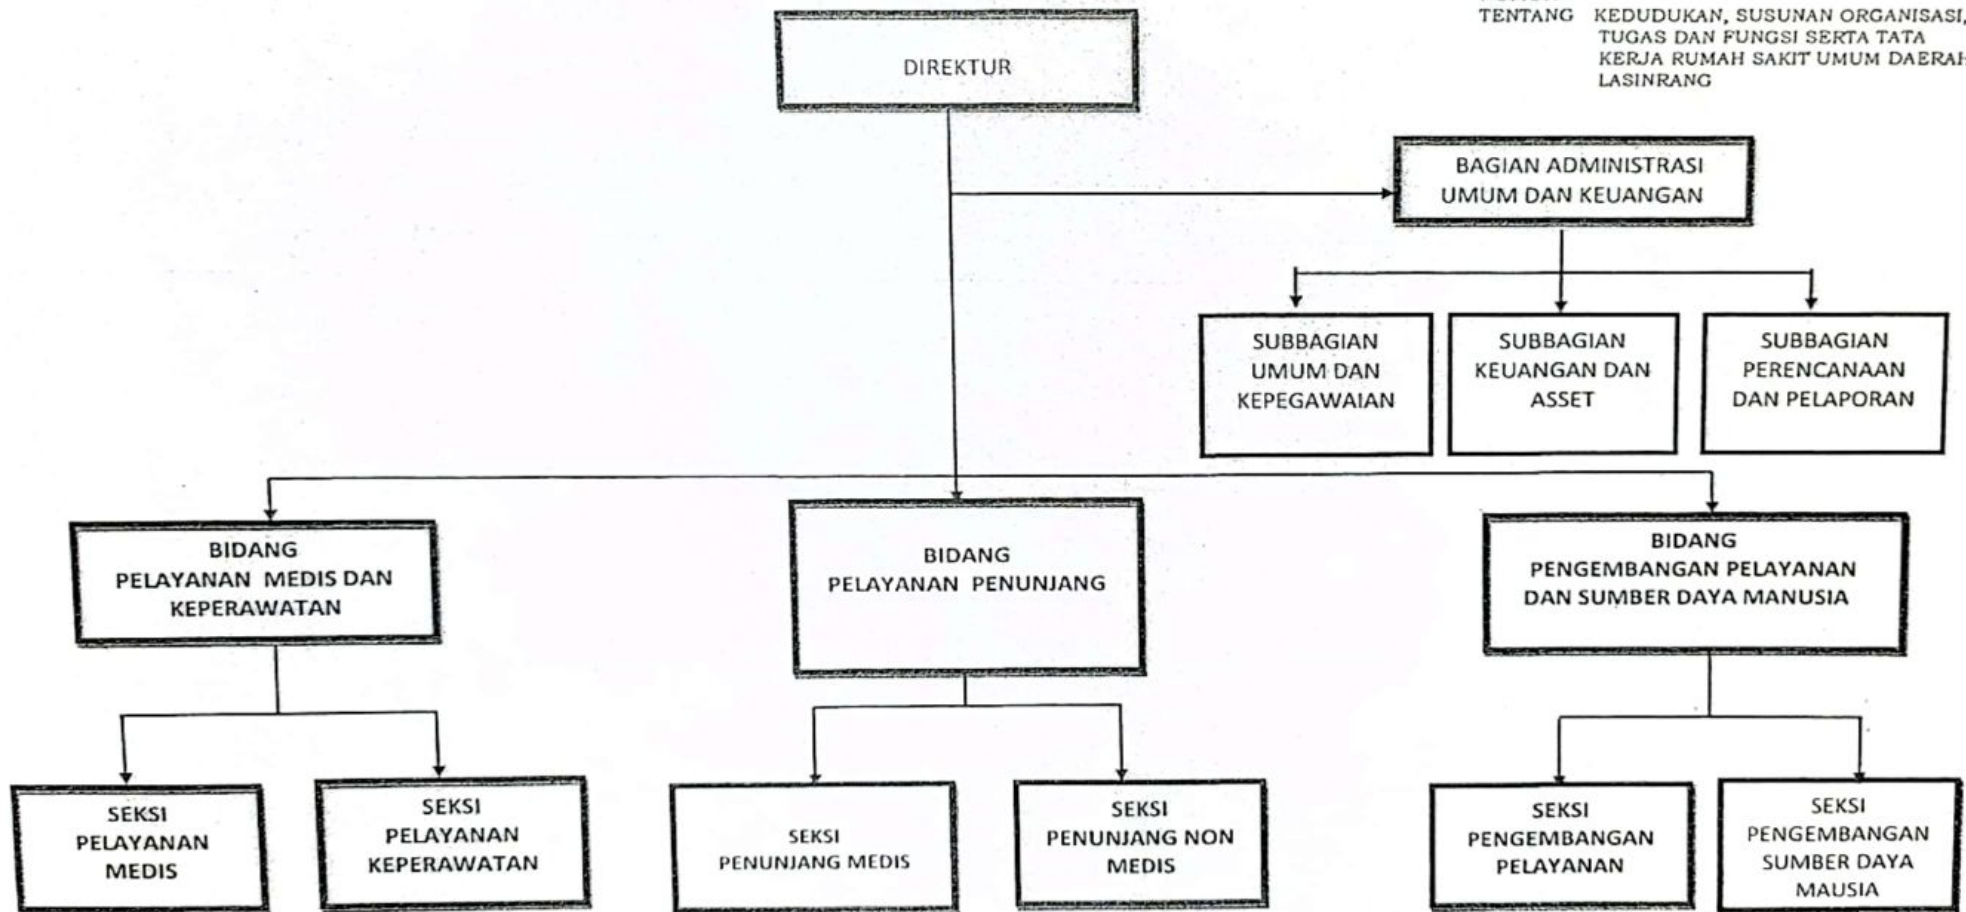 TENTANG KEDUDUKAN, SUSUNAN ORGANISASI,
TUGAS DAN FUNGSI SERTA TATA
KERJA RUMAH SAKIT UMUM DAERAH
LASINRANG
DIREKTUR
BAGIAN ADMINISTRASI
UMUM DAN KEUANGAN
SUBBAGIAN
UMUM DAN
KEPEGAWAIAN
SUBBAGIAN
KEUANGAN DAN
ASSET
SUBBAGIAN
PERENCANAAN
DAN PELAPORAN
BIDANG
PELAYANAN MEDIS DAN
KEPERAWATAN
BIDANG
PELAYANAN PENUNJANG
BIDANG
PENGEMBANGAN PELAYANAN
DAN SUMBER DAYA MANUSIA
SEKSI
PELAYANAN
MEDIS
SEKSI
PELAYANAN
KEPERAWATAN
SEKSI
PENUNJANG MEDIS
SEKSI
PENUNJANG NON
MEDIS
SEKSI
PENGEMBANGAN
PELAYANAN
SEKSI
PENGEMBANGAN
SUMBER DAYA
MAUSIA